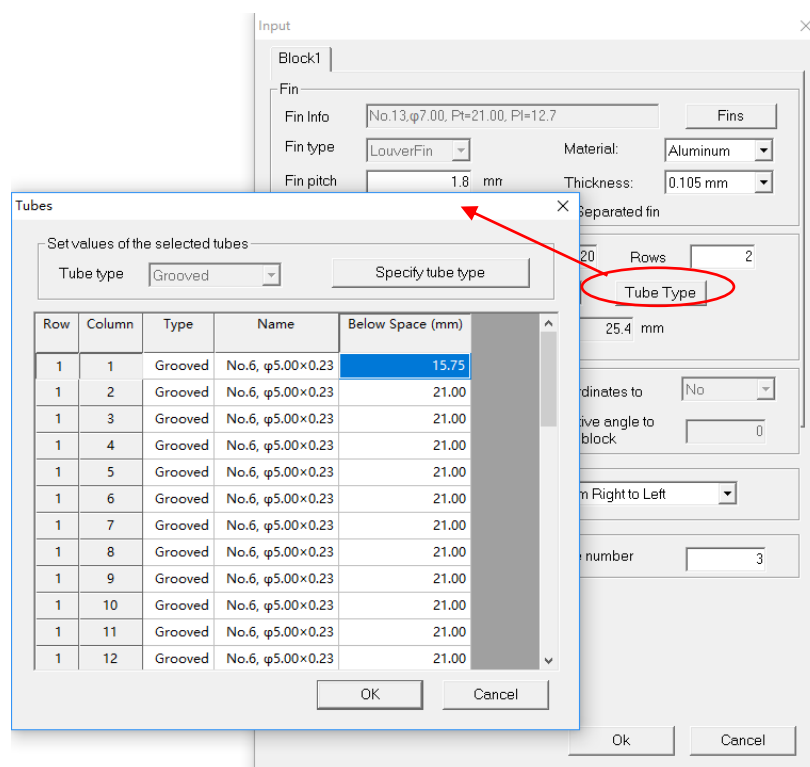 Input
Block1
Fin
Fin Info No.13,φ7.00, Pt=21.00, Pl=12.7 Fins
Fin type LouverFin Material: Aluminum
Fin pitch 1.8 mm Thickness: 0.105 mm
Separated fin
20 Rows 2
Tube Type
25.4 mm
rdinates to No
tive angle to
block 0
m Right to Left
number 3
Ok Cancel
Tubes
Set values of the selected tubes
Tube type Grooved Specify tube type
Row Column Type Name Below Space (mm)
1 1 Grooved No.6, φ5.00×0.23 15.75
1 2 Grooved No.6, φ5.00×0.23 21.00
1 3 Grooved No.6, φ5.00×0.23 21.00
1 4 Grooved No.6, φ5.00×0.23 21.00
1 5 Grooved No.6, φ5.00×0.23 21.00
1 6 Grooved No.6, φ5.00×0.23 21.00
1 7 Grooved No.6, φ5.00×0.23 21.00
1 8 Grooved No.6, φ5.00×0.23 21.00
1 9 Grooved No.6, φ5.00×0.23 21.00
1 10 Grooved No.6, φ5.00×0.23 21.00
1 11 Grooved No.6, φ5.00×0.23 21.00
1 12 Grooved No.6, φ5.00×0.23 21.00
OK Cancel